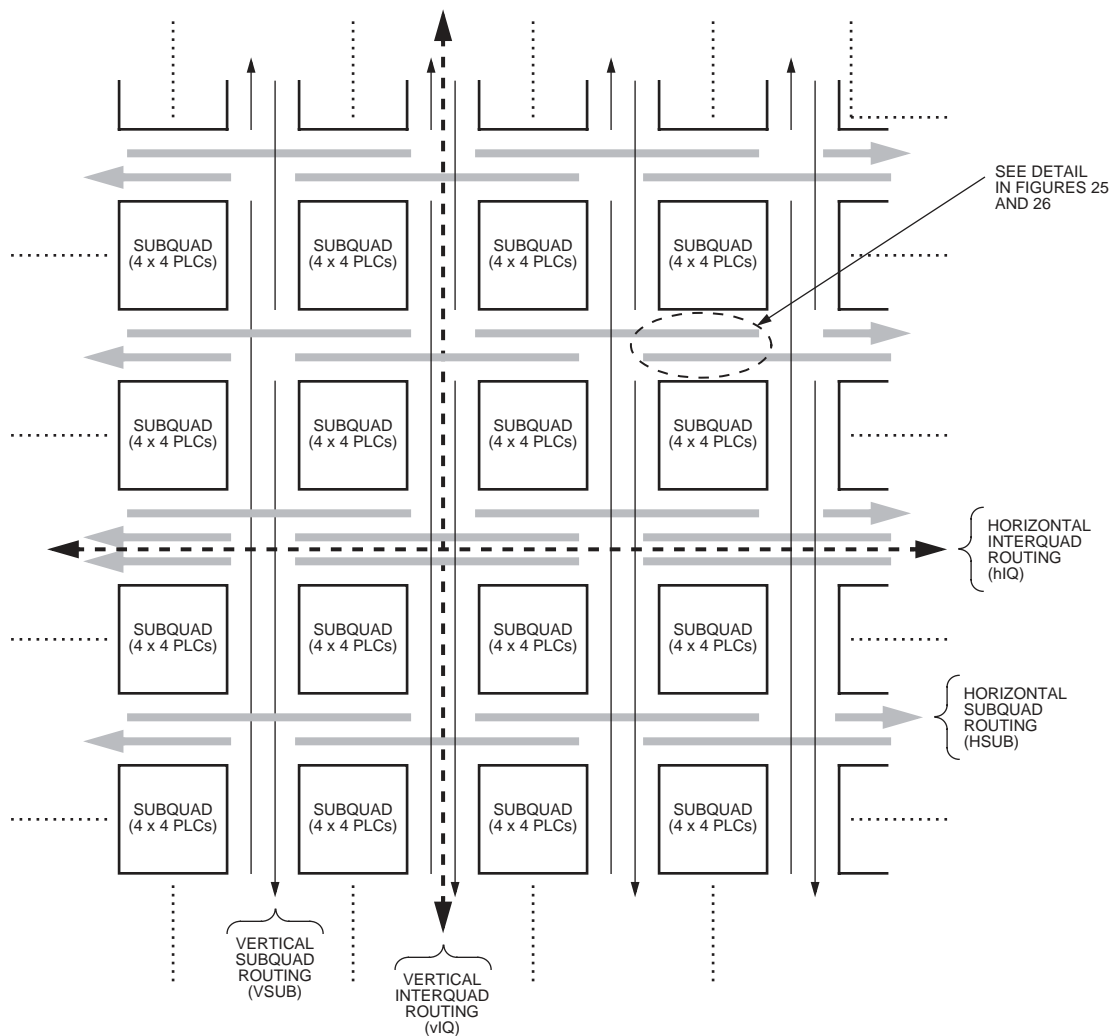 SEE DETAIL
IN FIGURES 25
AND 26
SUBQUAD
(4 x 4 PLCs)
SUBQUAD
(4 x 4 PLCs)
SUBQUAD
(4 x 4 PLCs)
SUBQUAD
(4 x 4 PLCs)
SUBQUAD
(4 x 4 PLCs)
SUBQUAD
(4 x 4 PLCs)
SUBQUAD
(4 x 4 PLCs)
SUBQUAD
(4 x 4 PLCs)
HORIZONTAL
INTERQUAD
ROUTING
(hIQ)
SUBQUAD
(4 x 4 PLCs)
SUBQUAD
(4 x 4 PLCs)
SUBQUAD
(4 x 4 PLCs)
SUBQUAD
(4 x 4 PLCs)
HORIZONTAL
SUBQUAD
ROUTING
(HSUB)
SUBQUAD
(4 x 4 PLCs)
SUBQUAD
(4 x 4 PLCs)
SUBQUAD
(4 x 4 PLCs)
SUBQUAD
(4 x 4 PLCs)
VERTICAL
SUBQUAD
ROUTING
(VSUB)
VERTICAL
INTERQUAD
ROUTING
(vIQ)